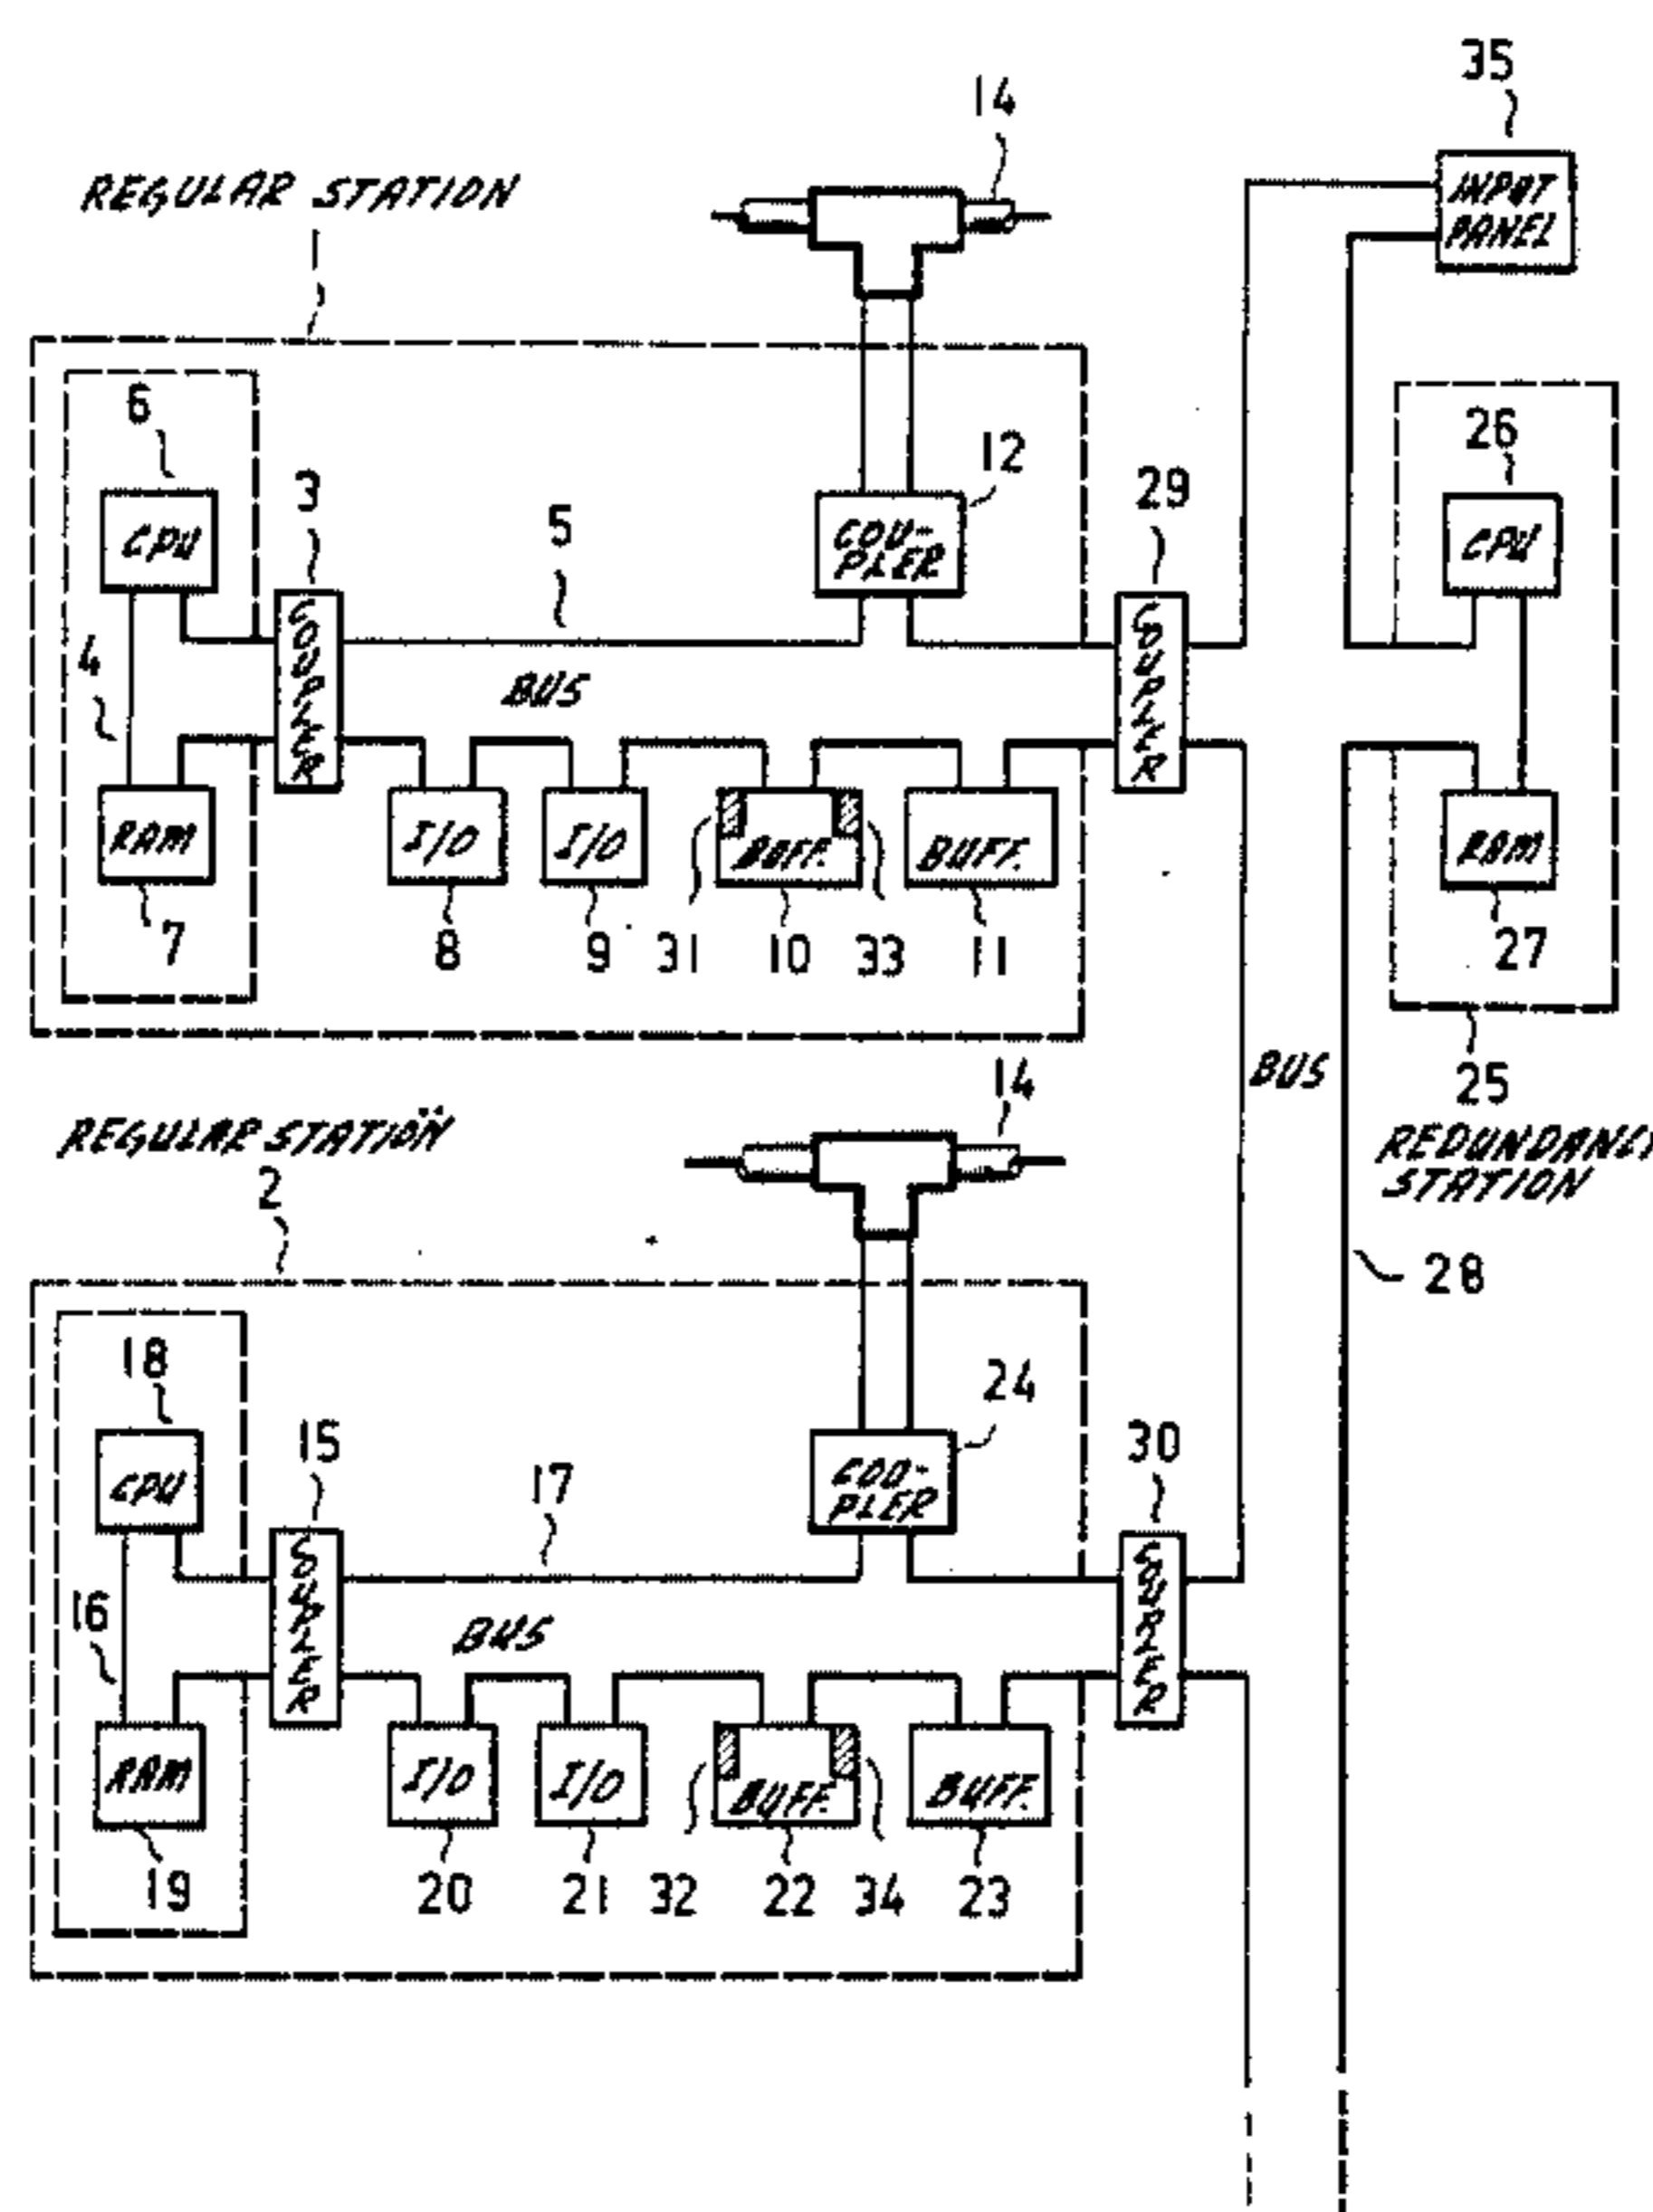 35
14
REGULAR STATION
1
INPUT
PANEL
6
26
12
3
29
5
CPU
COU-
PLER
CPU
COUPLER
COUPLER
4
BUS
RAM
I/O
I/O
BUFF.
BUFF.
RAM
7
8
9
31
10
33
11
27
BUS
14
25
REGULAR STATION
2
REDUNDANCY
STATION
28
18
24
15
17
30
CPU
COU-
PLER
COUPLER
COUPLER
16
BUS
RAM
I/O
I/O
BUFF.
BUFF.
19
20
21
32
22
34
23